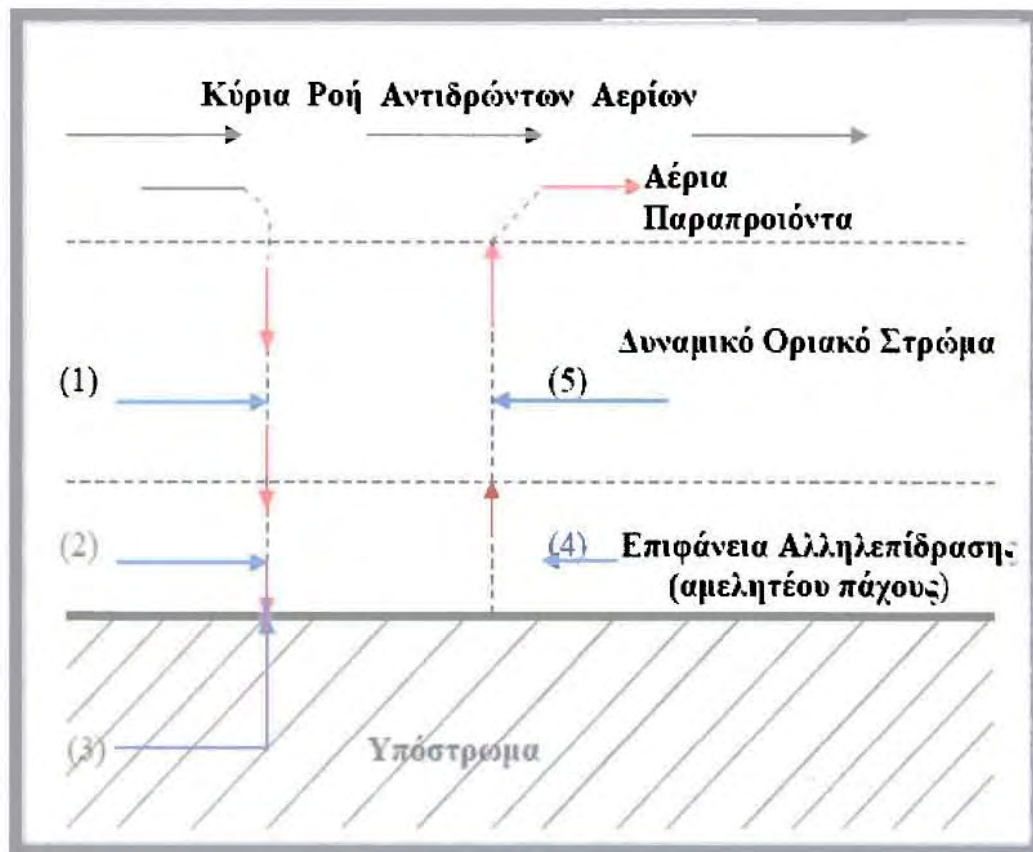 Κύρια Ροή Αντιδρώντων Αερίων
Αέρια
Παραπροιόντα
Δυναμικό Οριακό Στρώμα
(1)
(5)
(2)
(4)
Επιφάνεια Αλληλεπίδρασης
(αμελητέου πάχους)
(3)
Υπόστρωμα